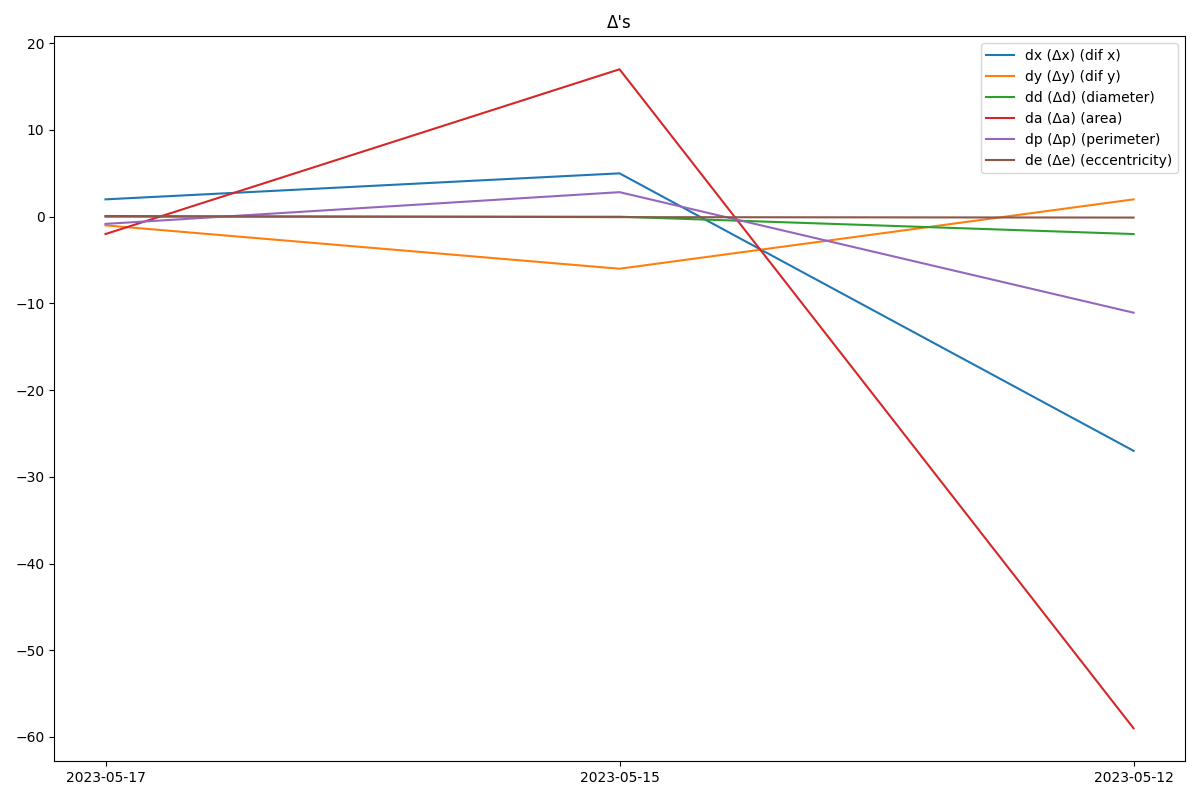 Δ's
20
10
0
−10
−20
−30
−40
−50
−60
dx (Δx) (dif x)
dy (Δy) (dif y)
dd (Δd) (diameter)
da (Δa) (area)
dp (Δp) (perimeter)
de (Δe) (eccentricity)
2023-05-17
2023-05-15
2023-05-12